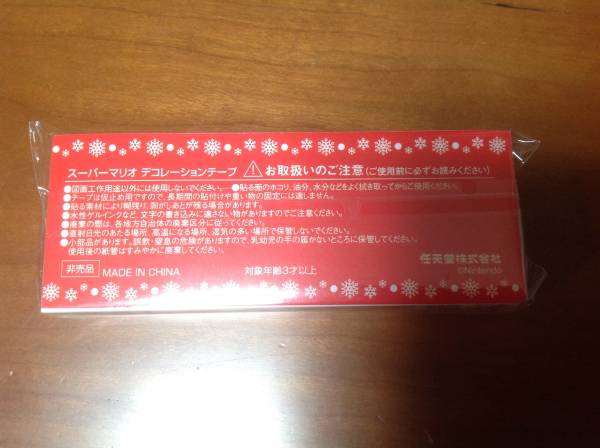 スーパーマリオ デコレーションテープ お取扱いのご注意(ご使用前に必ずお読みください)
●図画工作用途以外には使用しないでください。 ●貼る面のホコリ、油分、水分などをよく拭き取ってからご使用ください。
●テープは仮止め用ですので、長期間の貼付けや重い物の固定には適しません。
●貼る素材により糊残り、剥がしあとが残る場合があります。
●水性ゲルインクなど、文字の書き込みに適さない物がありますのでご注意ください。
●廃棄の際は、各地方自治体の廃棄区分に従ってください。
●直射日光のあたる場所、高温になる場所、湿気の多い場所で保管しないでください。
●小部品があります。誤飲・窒息の危険がありますので、乳幼児の手の届かないところに保管してください。
使用後の紙管はすみやかに廃棄してください。
非売品 MADE IN CHINA 対象年齢3才以上
任天堂株式会社
©Nintendo